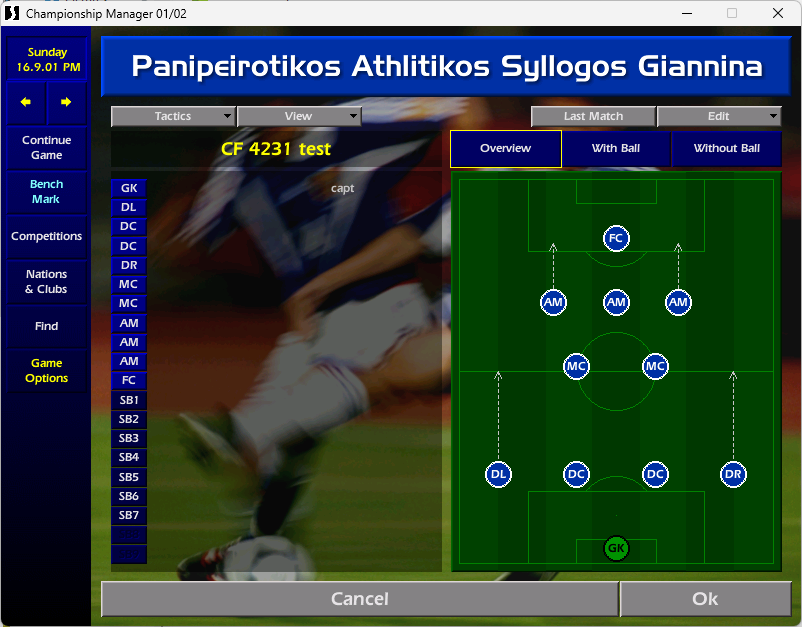 Championship Manager 01/02
Sunday
16.9.01 PM
Continue
Game
Bench
Mark
Competitions
Nations
& Clubs
Find
Game
Options
Panipeirotikos Athlitikos Syllogos Giannina
Tactics
View
Last Match
Edit
CF 4231 test
Overview
With Ball
Without Ball
GK
capt
DL
DC
DC
DR
MC
MC
AM
AM
AM
FC
SB1
SB2
SB3
SB4
SB5
SB6
SB7
FC
AM AM AM
MC MC
DL DC DC DR
GK
Cancel
Ok